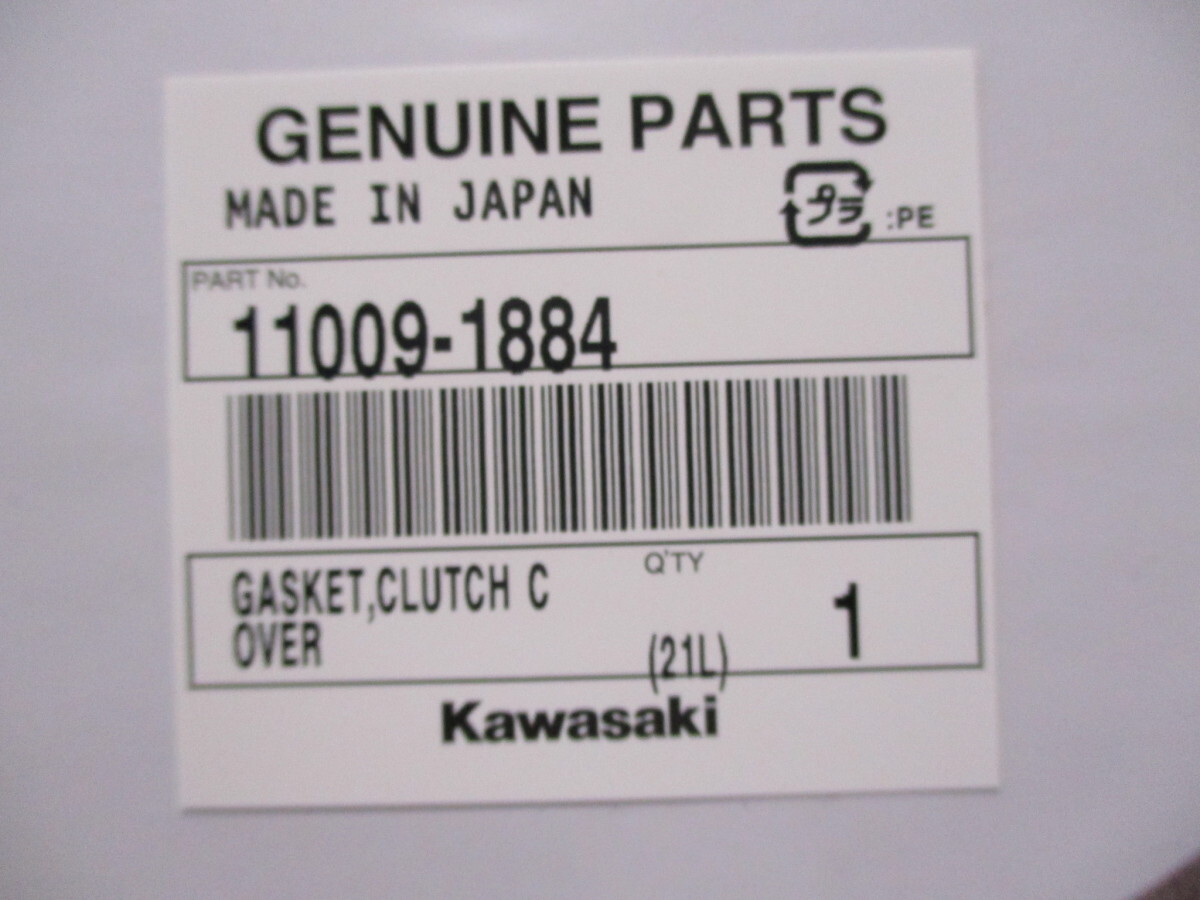 GENUINE PARTS
MADE IN JAPAN
プラ :PE
PART No.
11009-1884
GASKET,CLUTCH C
OVER
Q'TY
(21L)
1
Kawasaki